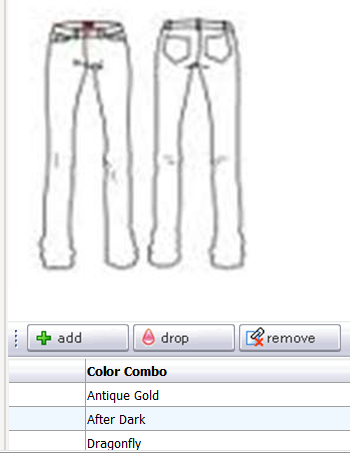 add drop remove
Color Combo
Antique Gold
After Dark
Dragonfly